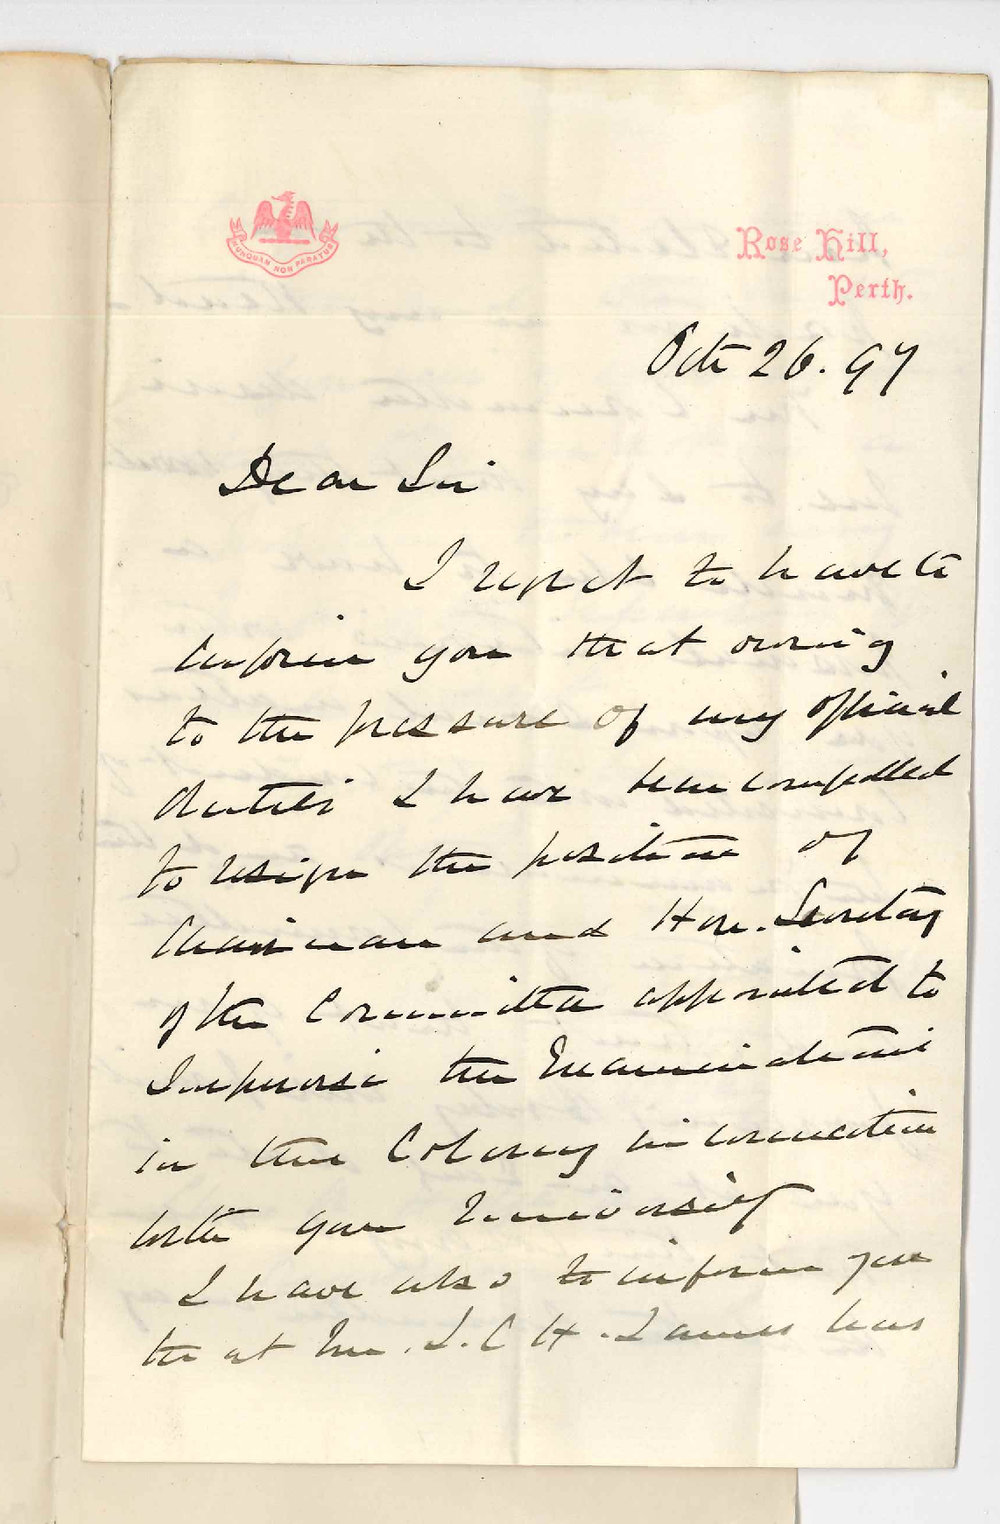 NUNQUAM NON PARATUS
Rose Hill,
Perth.
Oct 26. 97
Dear Sir
I regret to have to
inform you that owing
to the pressure of my official
duties I have been compelled
to resign the position of
Chairman and Hon. Secretary
of the Committee appointed to
the Examinations
in this Colony in connection
with your University
I have also to inform you
that Mr. J. C H. James has